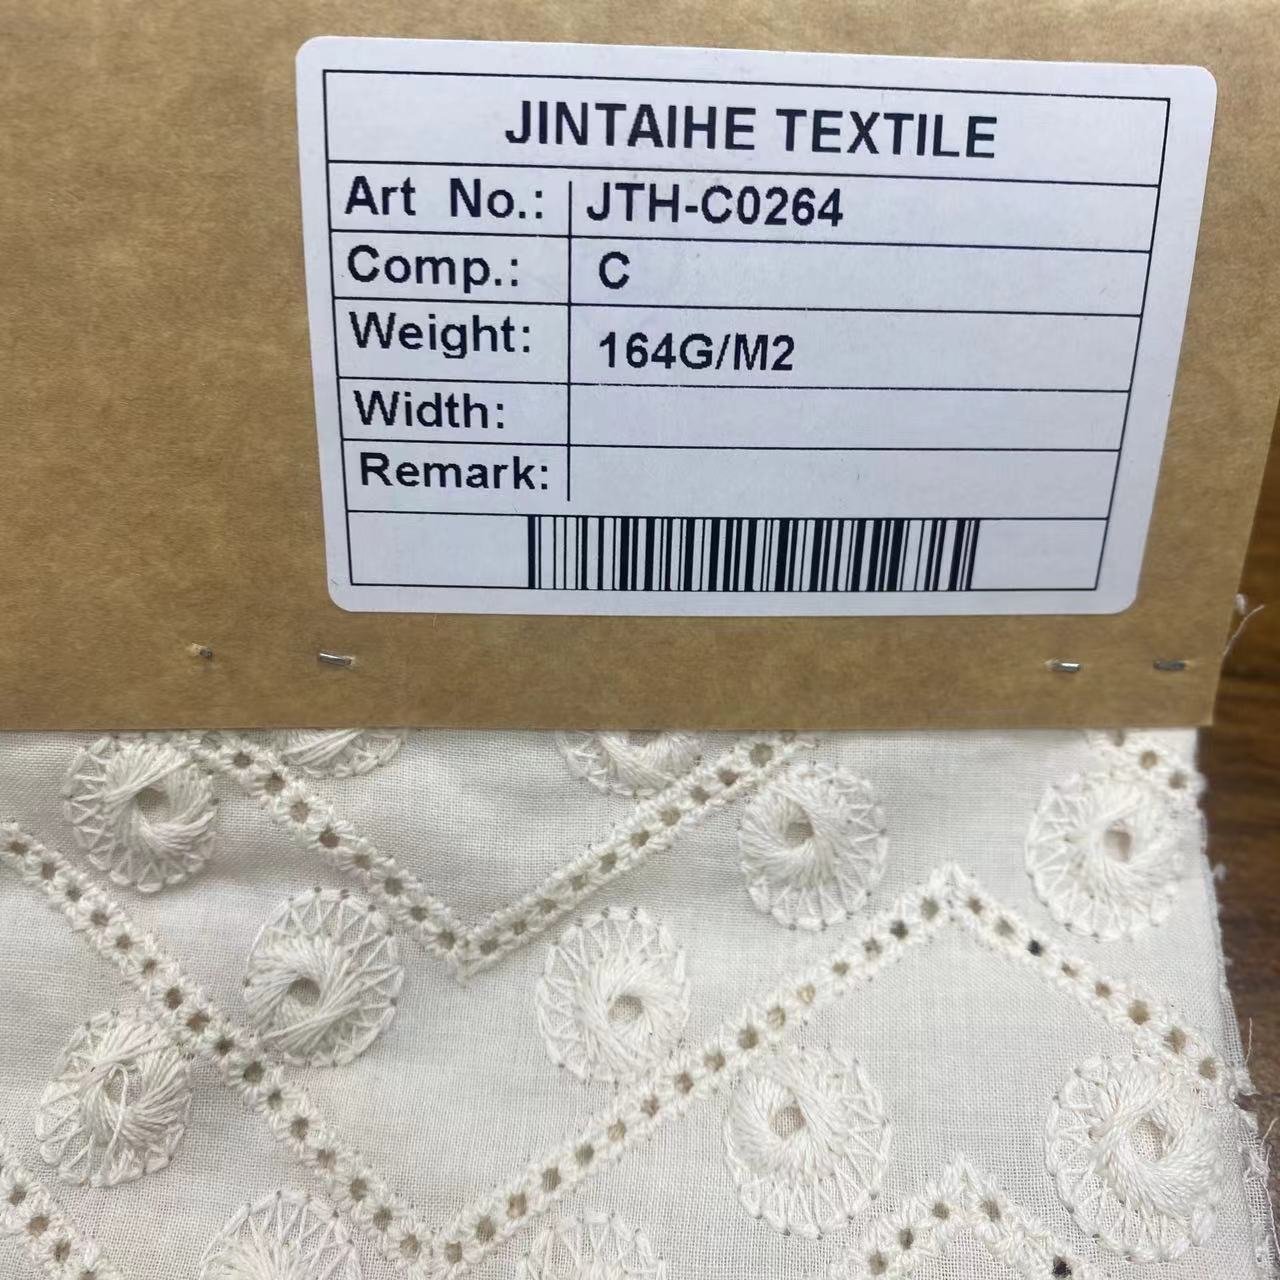 JINTAIHE TEXTILE
Art No.: JTH-C0264
Comp.: C
Weight: 164G/M2
Width:
Remark: